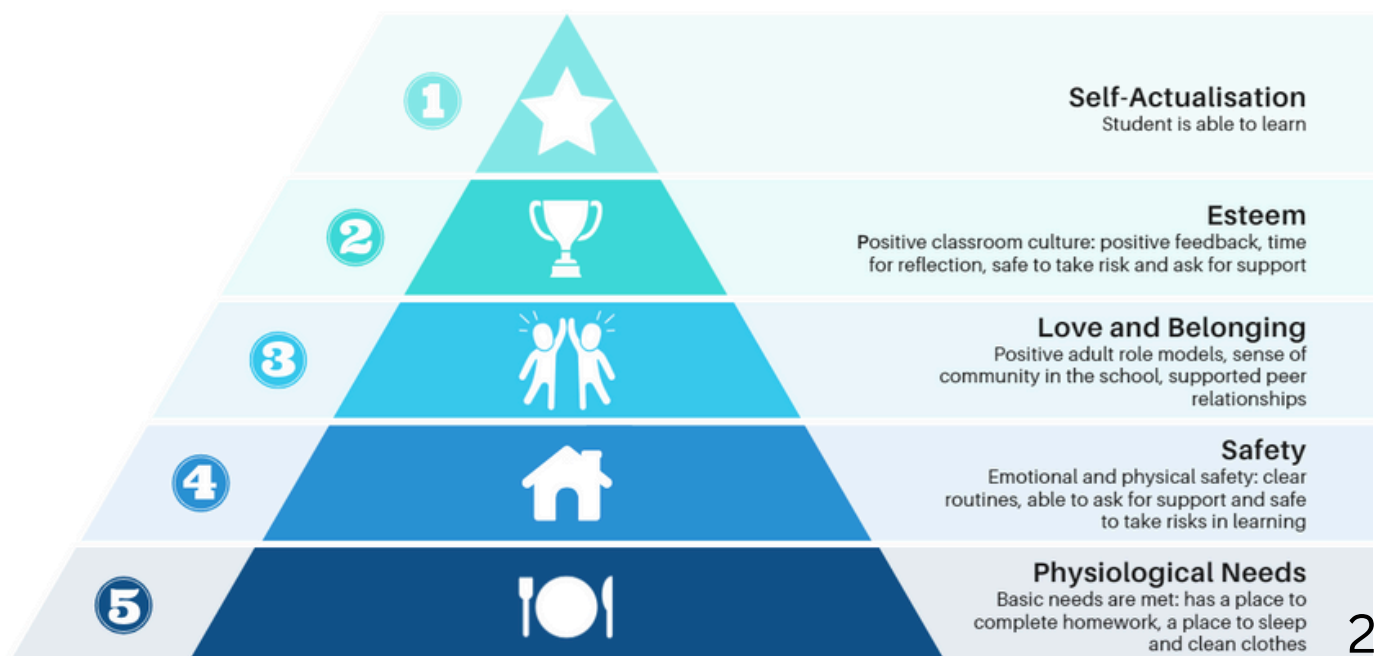 1
Self-Actualisation
Student is able to learn
2
Esteem
Positive classroom culture: positive feedback, time
for reflection, safe to take risk and ask for support
3
Love and Belonging
Positive adult role models, sense of
community in the school, supported peer
relationships
4
Safety
Emotional and physical safety: clear
routines, able to ask for support and safe
to take risks in learning
5
Physiological Needs
Basic needs are met: has a place to
complete homework, a place to sleep
and clean clothes
2